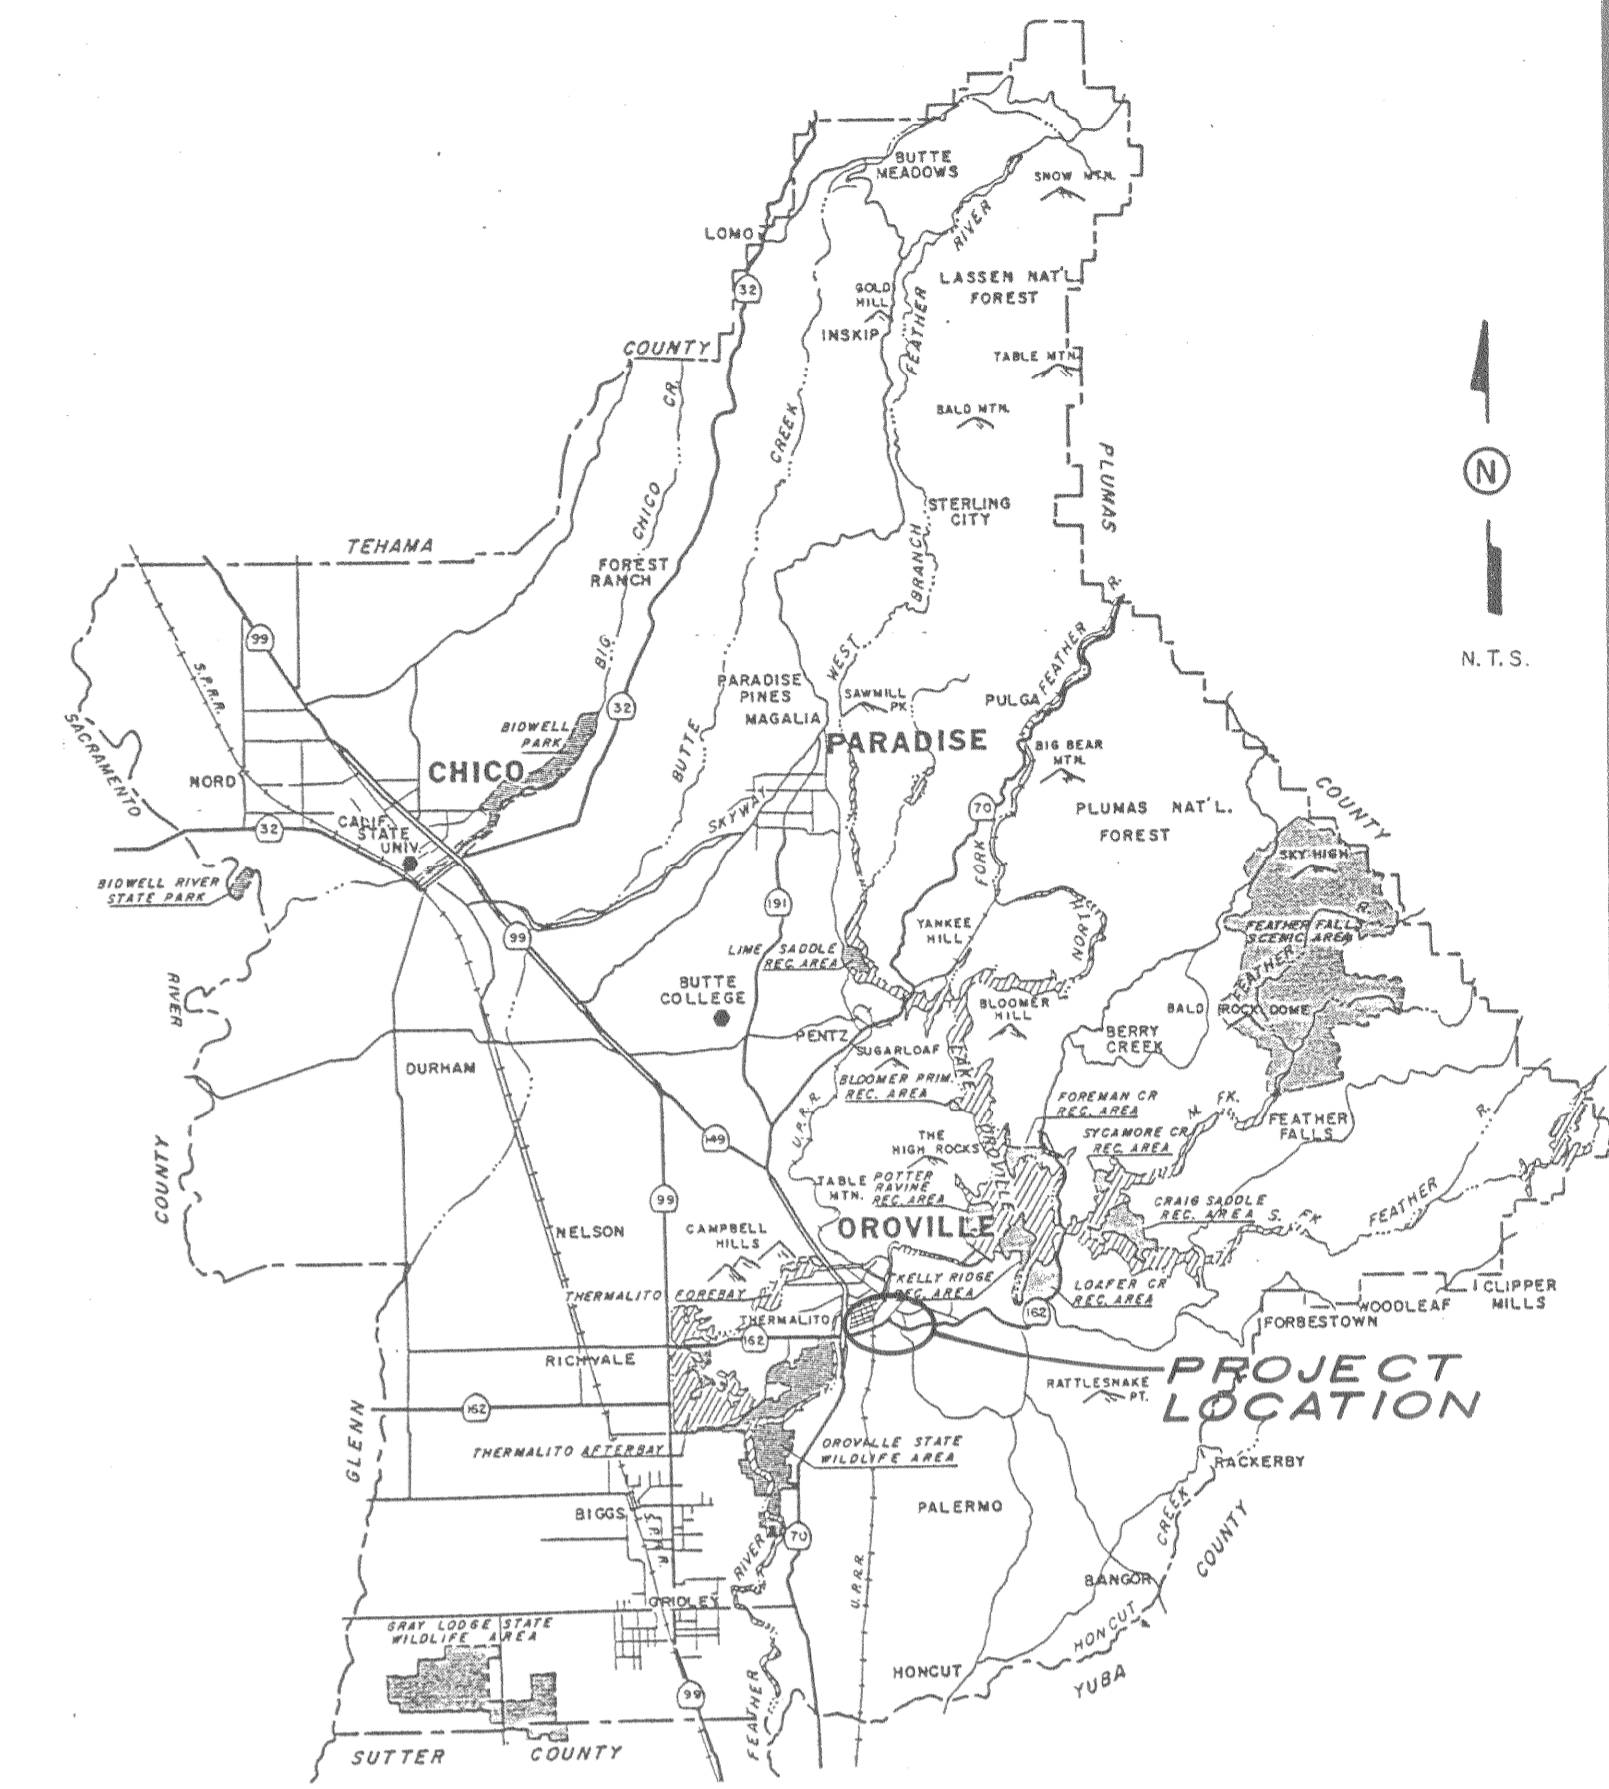 BUTTE
MEADOWS
SNOW MTN.
LOMO
RIVER
32
LASSEN NAT'L
FOREST
GOLD
HILL
INSKIP
FEATHER
COUNTY
TABLE MTN.
CR.
BALD MTN.
CREEK
PLUMAS
N
CHICO
STERLING
CITY
TEHAMA
BRANCH
FOREST
RANCH
R.
99
BIG
FEATHER
N.T.S.
WEST
S.P.R.R.
PARADISE
PINES
SAWMILL
PK.
PULGA
MAGALIA
32
SACRAMENTO
BIDWELL
PARK
BUTTE
PARADISE
BIG BEAR
MTN.
CHICO
NORD
COUNTY
70
PLUMAS NAT'L.
FOREST
SKYWAY
32
CALIF.
STATE
UNIV.
FORK
SKY HIGH
BIDWELL RIVER
STATE PARK
191
NORTH
R.
YANKEE
HILL
FEATHER FALLS
SCENIC AREA
99
LIME SADDLE
REC. AREA
FEATHER
RIVER
BUTTE
COLLEGE
BLOOMER
HILL
BALD ROCK DOME
PENTZ
BERRY
CREEK
SUGARLOAF
LAKE
DURHAM
BLOOMER PRIM.
REC. AREA
FOREMAN CR
REC. AREA
U.P.R.R.
FK.
N.
M.
FEATHER
FALLS
R.
149
THE
HIGH ROCKS
OROVILLE
SYCAMORE CR
REC. AREA
COUNTY
TABLE
MTN.
POTTER
RAVINE
REC. AREA
99
CRAIG SADDLE
REC. AREA
S. FK
FEATHER
NELSON
CAMPBELL
HILLS
OROVILLE
THERMALITO FOREBAY
KELLY RIDGE
REC. AREA
LOAFER CR
REC. AREA
CLIPPER
MILLS
WOODLEAF
FORBESTOWN
THERMALITO
162
162
RICHVALE
PROJECT
LOCATION
RATTLESNAKE
PT.
162
GLENN
THERMALITO AFTERBAY
OROVILLE STATE
WILDLIFE AREA
RACKERBY
BIGGS
S.P.R.R.
PALERMO
CREEK
COUNTY
70
RIVER
U.P.R.R.
BANGOR
GRIDLEY
GRAY LODGE STATE
WILDLIFE AREA
HONCUT
HONCUT
YUBA
99
FEATHER
SUTTER COUNTY